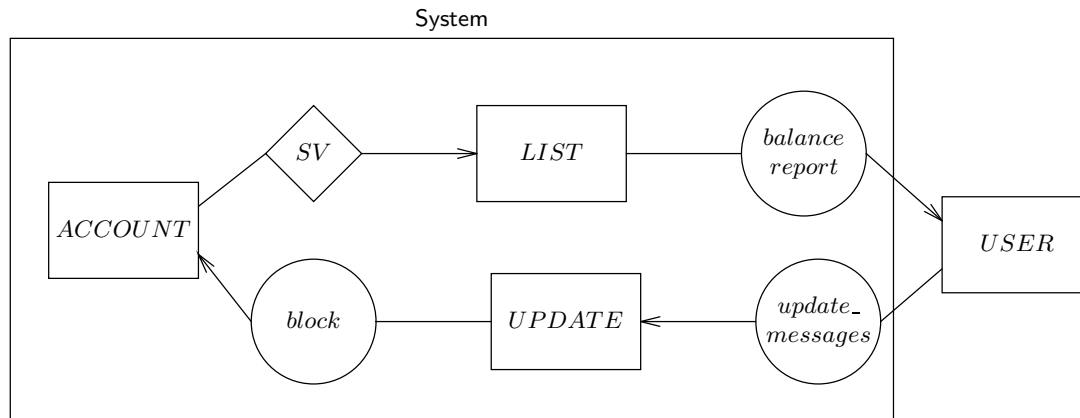 System
SV
LIST
balance
report
ACCOUNT
USER
block
UPDATE
update_
messages